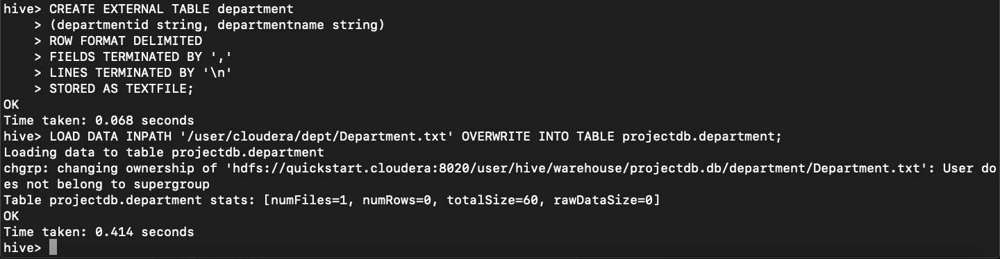 hive> CREATE EXTERNAL TABLE department
    > (departmentid string, departmentname string)
    > ROW FORMAT DELIMITED
    > FIELDS TERMINATED BY ','
    > LINES TERMINATED BY '\n'
    > STORED AS TEXTFILE;
OK
Time taken: 0.068 seconds
hive> LOAD DATA INPATH '/user/cloudera/dept/Department.txt' OVERWRITE INTO TABLE projectdb.department;
Loading data to table projectdb.department
chgrp: changing ownership of 'hdfs://quickstart.cloudera:8020/user/hive/warehouse/projectdb.db/department/Department.txt': User do
es not belong to supergroup
Table projectdb.department stats: [numFiles=1, numRows=0, totalSize=60, rawDataSize=0]
OK
Time taken: 0.414 seconds
hive>